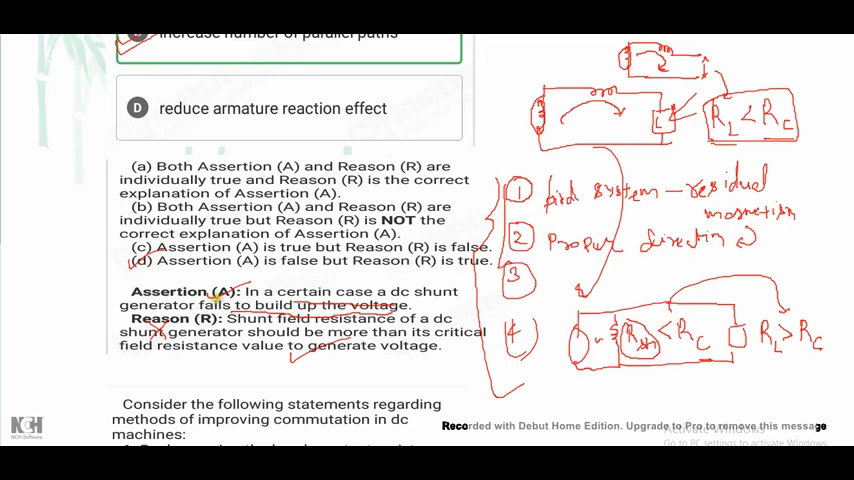 increase number of parallel paths
D reduce armature reaction effect
(a) Both Assertion (A) and Reason (R) are
individually true and Reason (R) is the correct
explanation of Assertion (A).
(b) Both Assertion (A) and Reason (R) are
individually true but Reason (R) is NOT the
correct explanation of Assertion (A).
(c) Assertion (A) is true but Reason (R) is false.
(d) Assertion (A) is false but Reason (R) is true.
Assertion (A): In a certain case a dc shunt
generator fails to build up the voltage.
Reason (R): Shunt field resistance of a dc
shunt generator should be more than its critical
field resistance value to generate voltage.
Consider the following statements regarding
methods of improving commutation in dc
machines:
L
RL < RC
1 system - residual
magnetism
2 Proper direction
3
4 Rsh < RC RL > RC
NCH
NCH Software
Recorded with Debut Home Edition. Upgrade to Pro to remove this message
Activate Windows
Go to PC settings to activate Windows.